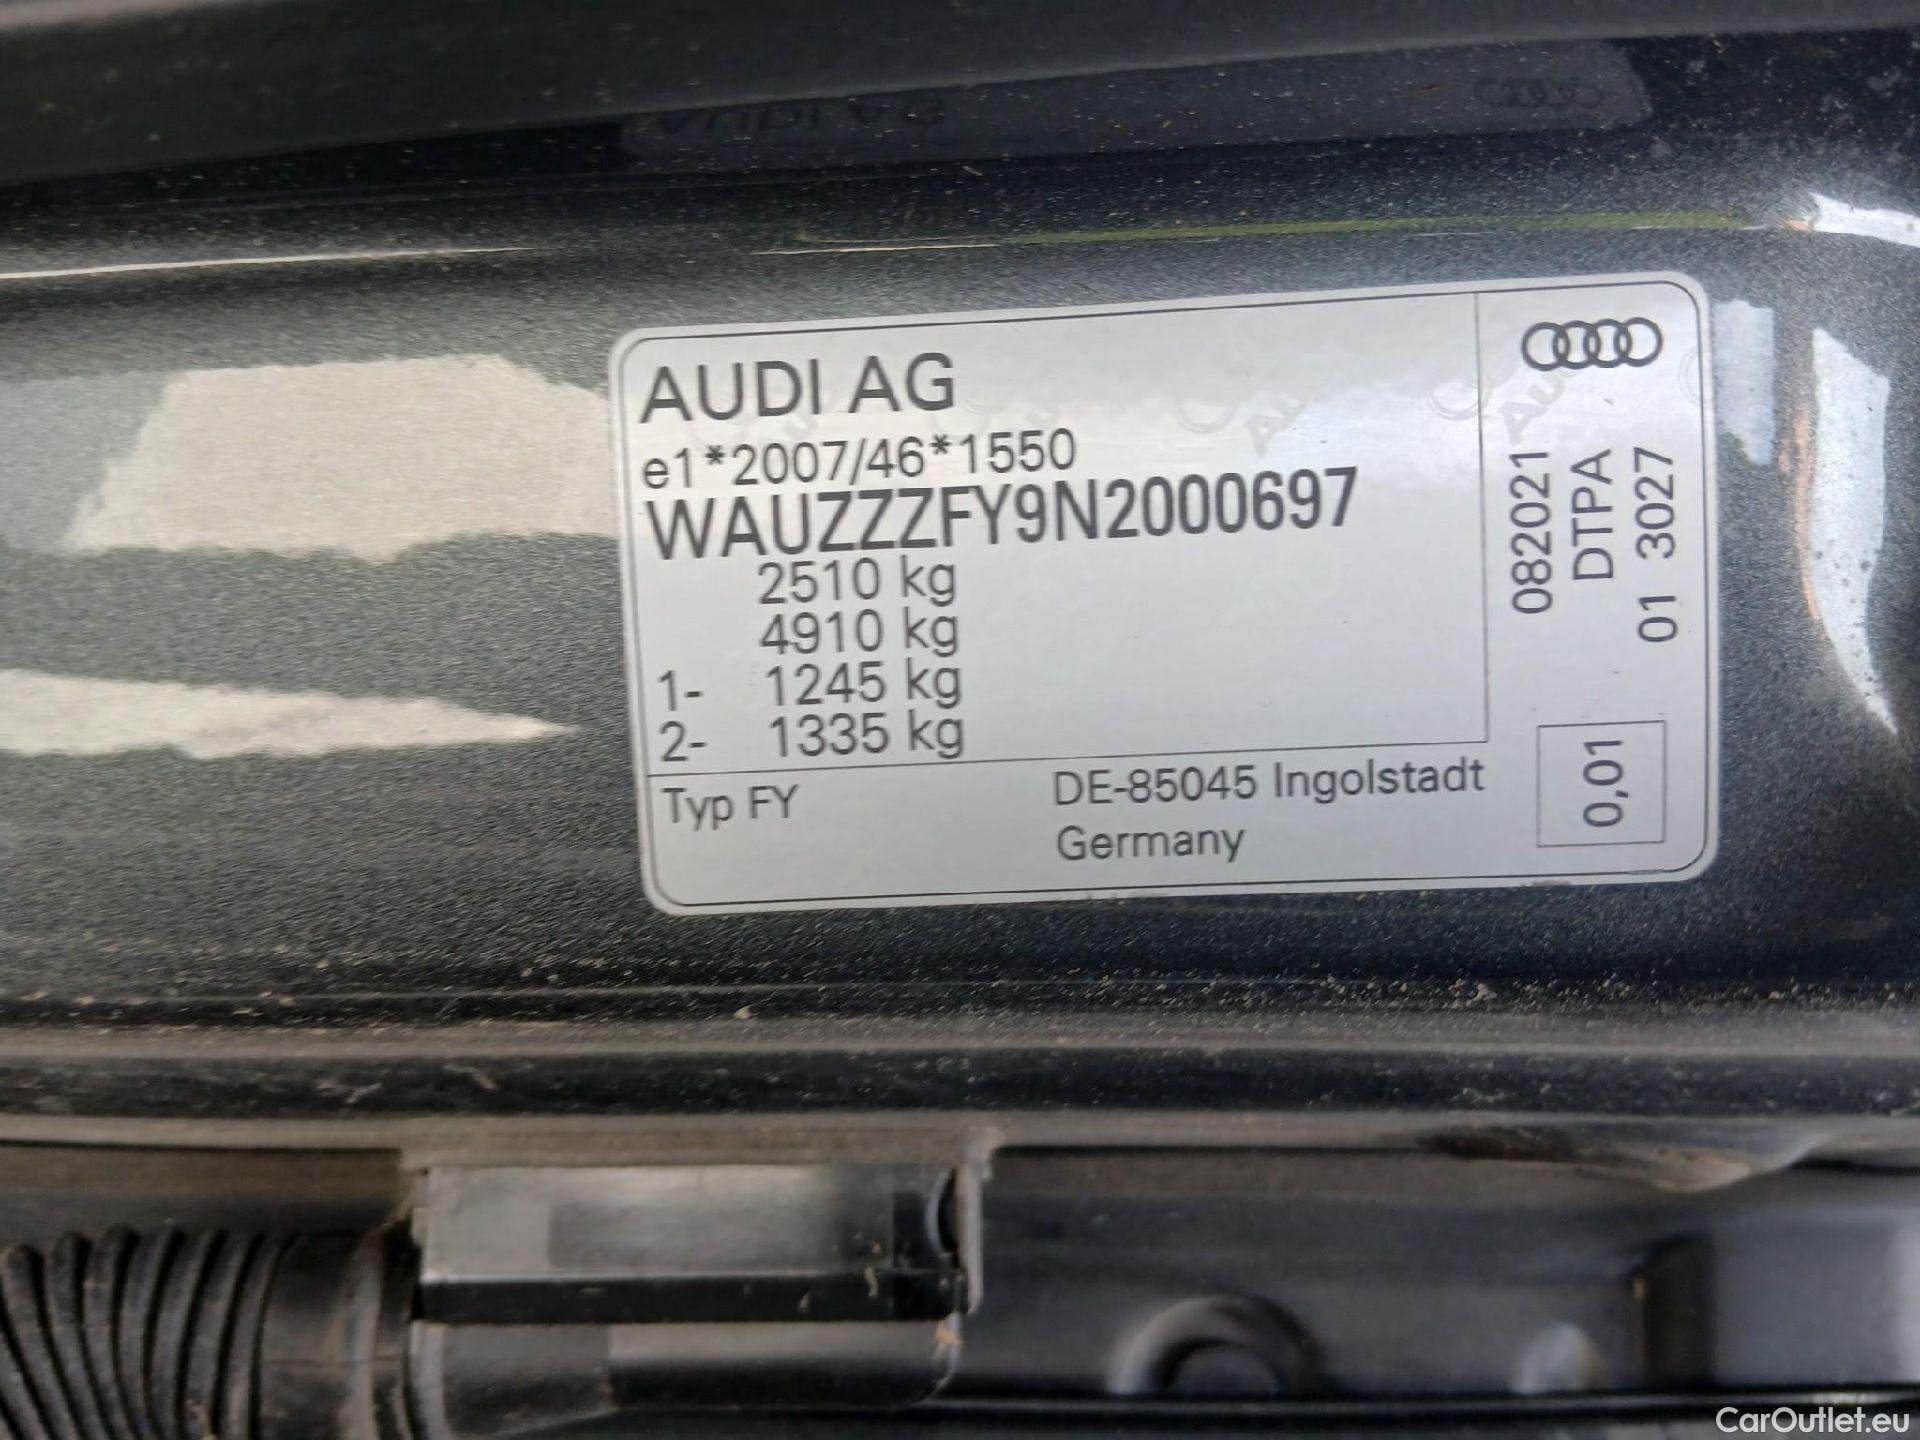 AUDI AG
e1*2007/46*1550
WAUZZZFY9N2000697
2510 kg
4910 kg
1- 1245 kg
2- 1335 kg
Typ FY
DE-85045 Ingolstadt
Germany
082021
DTPA
01 3027
0,01
CarOutlet.eu